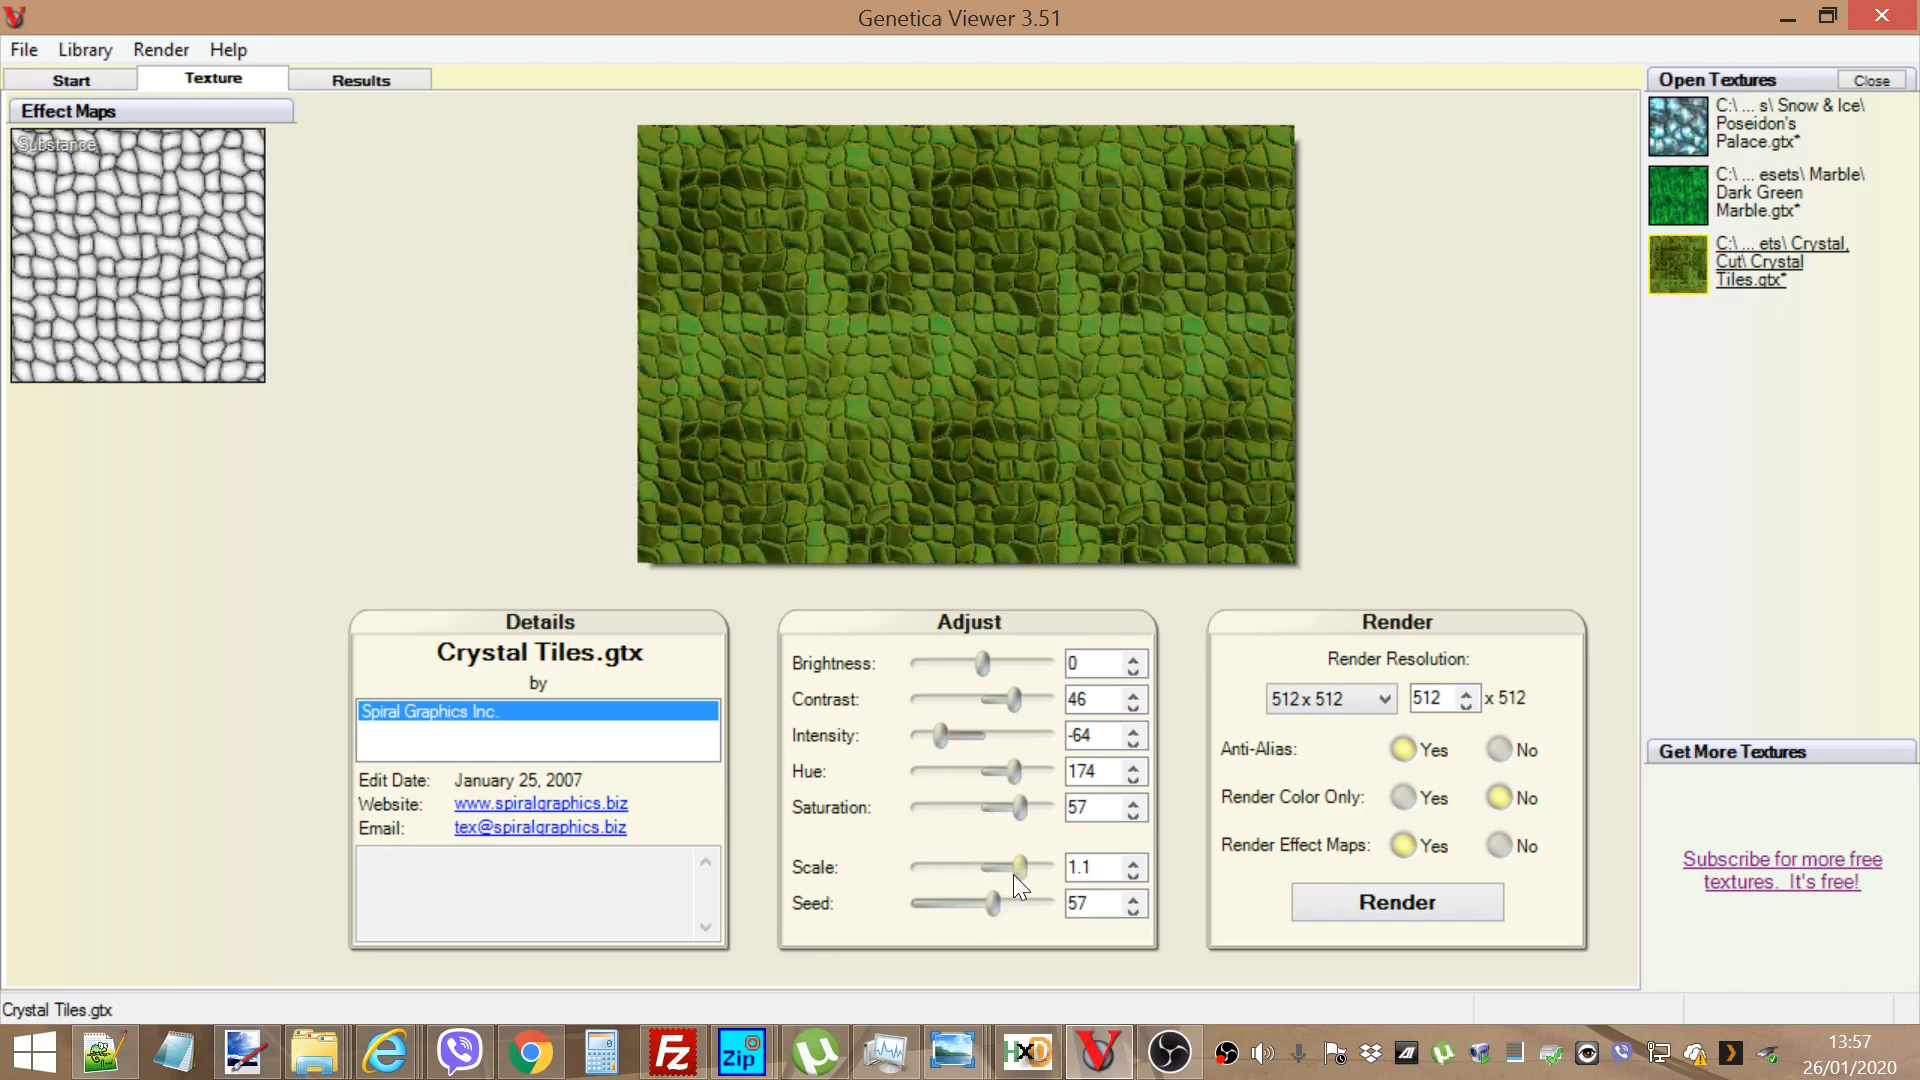 Genetica Viewer 3.51
File Library Render Help
Start Texture Results
Effect Maps
Substance
Open Textures Close
C:\ ... s\ Snow & Ice\
Poseidon's
Palace.gtx*
C:\ ... esets\ Marble\
Dark Green
Marble.gtx*
C:\ ... ets\ Crystal,
Cut\ Crystal
Tiles.gtx*
Details
Crystal Tiles.gtx
by
Spiral Graphics Inc.
Edit Date: January 25, 2007
Website: www.spiralgraphics.biz
Email: tex@spiralgraphics.biz
Adjust
Brightness: 0
Contrast: 46
Intensity: -64
Hue: 174
Saturation: 57
Scale: 1.1
Seed: 57
Render
Render Resolution:
512 x 512 512 x 512
Anti-Alias: Yes No
Render Color Only: Yes No
Render Effect Maps: Yes No
Render
Get More Textures
Subscribe for more free
textures. It's free!
Crystal Tiles.gtx
Fz
Zip
HXD
13:57
26/01/2020